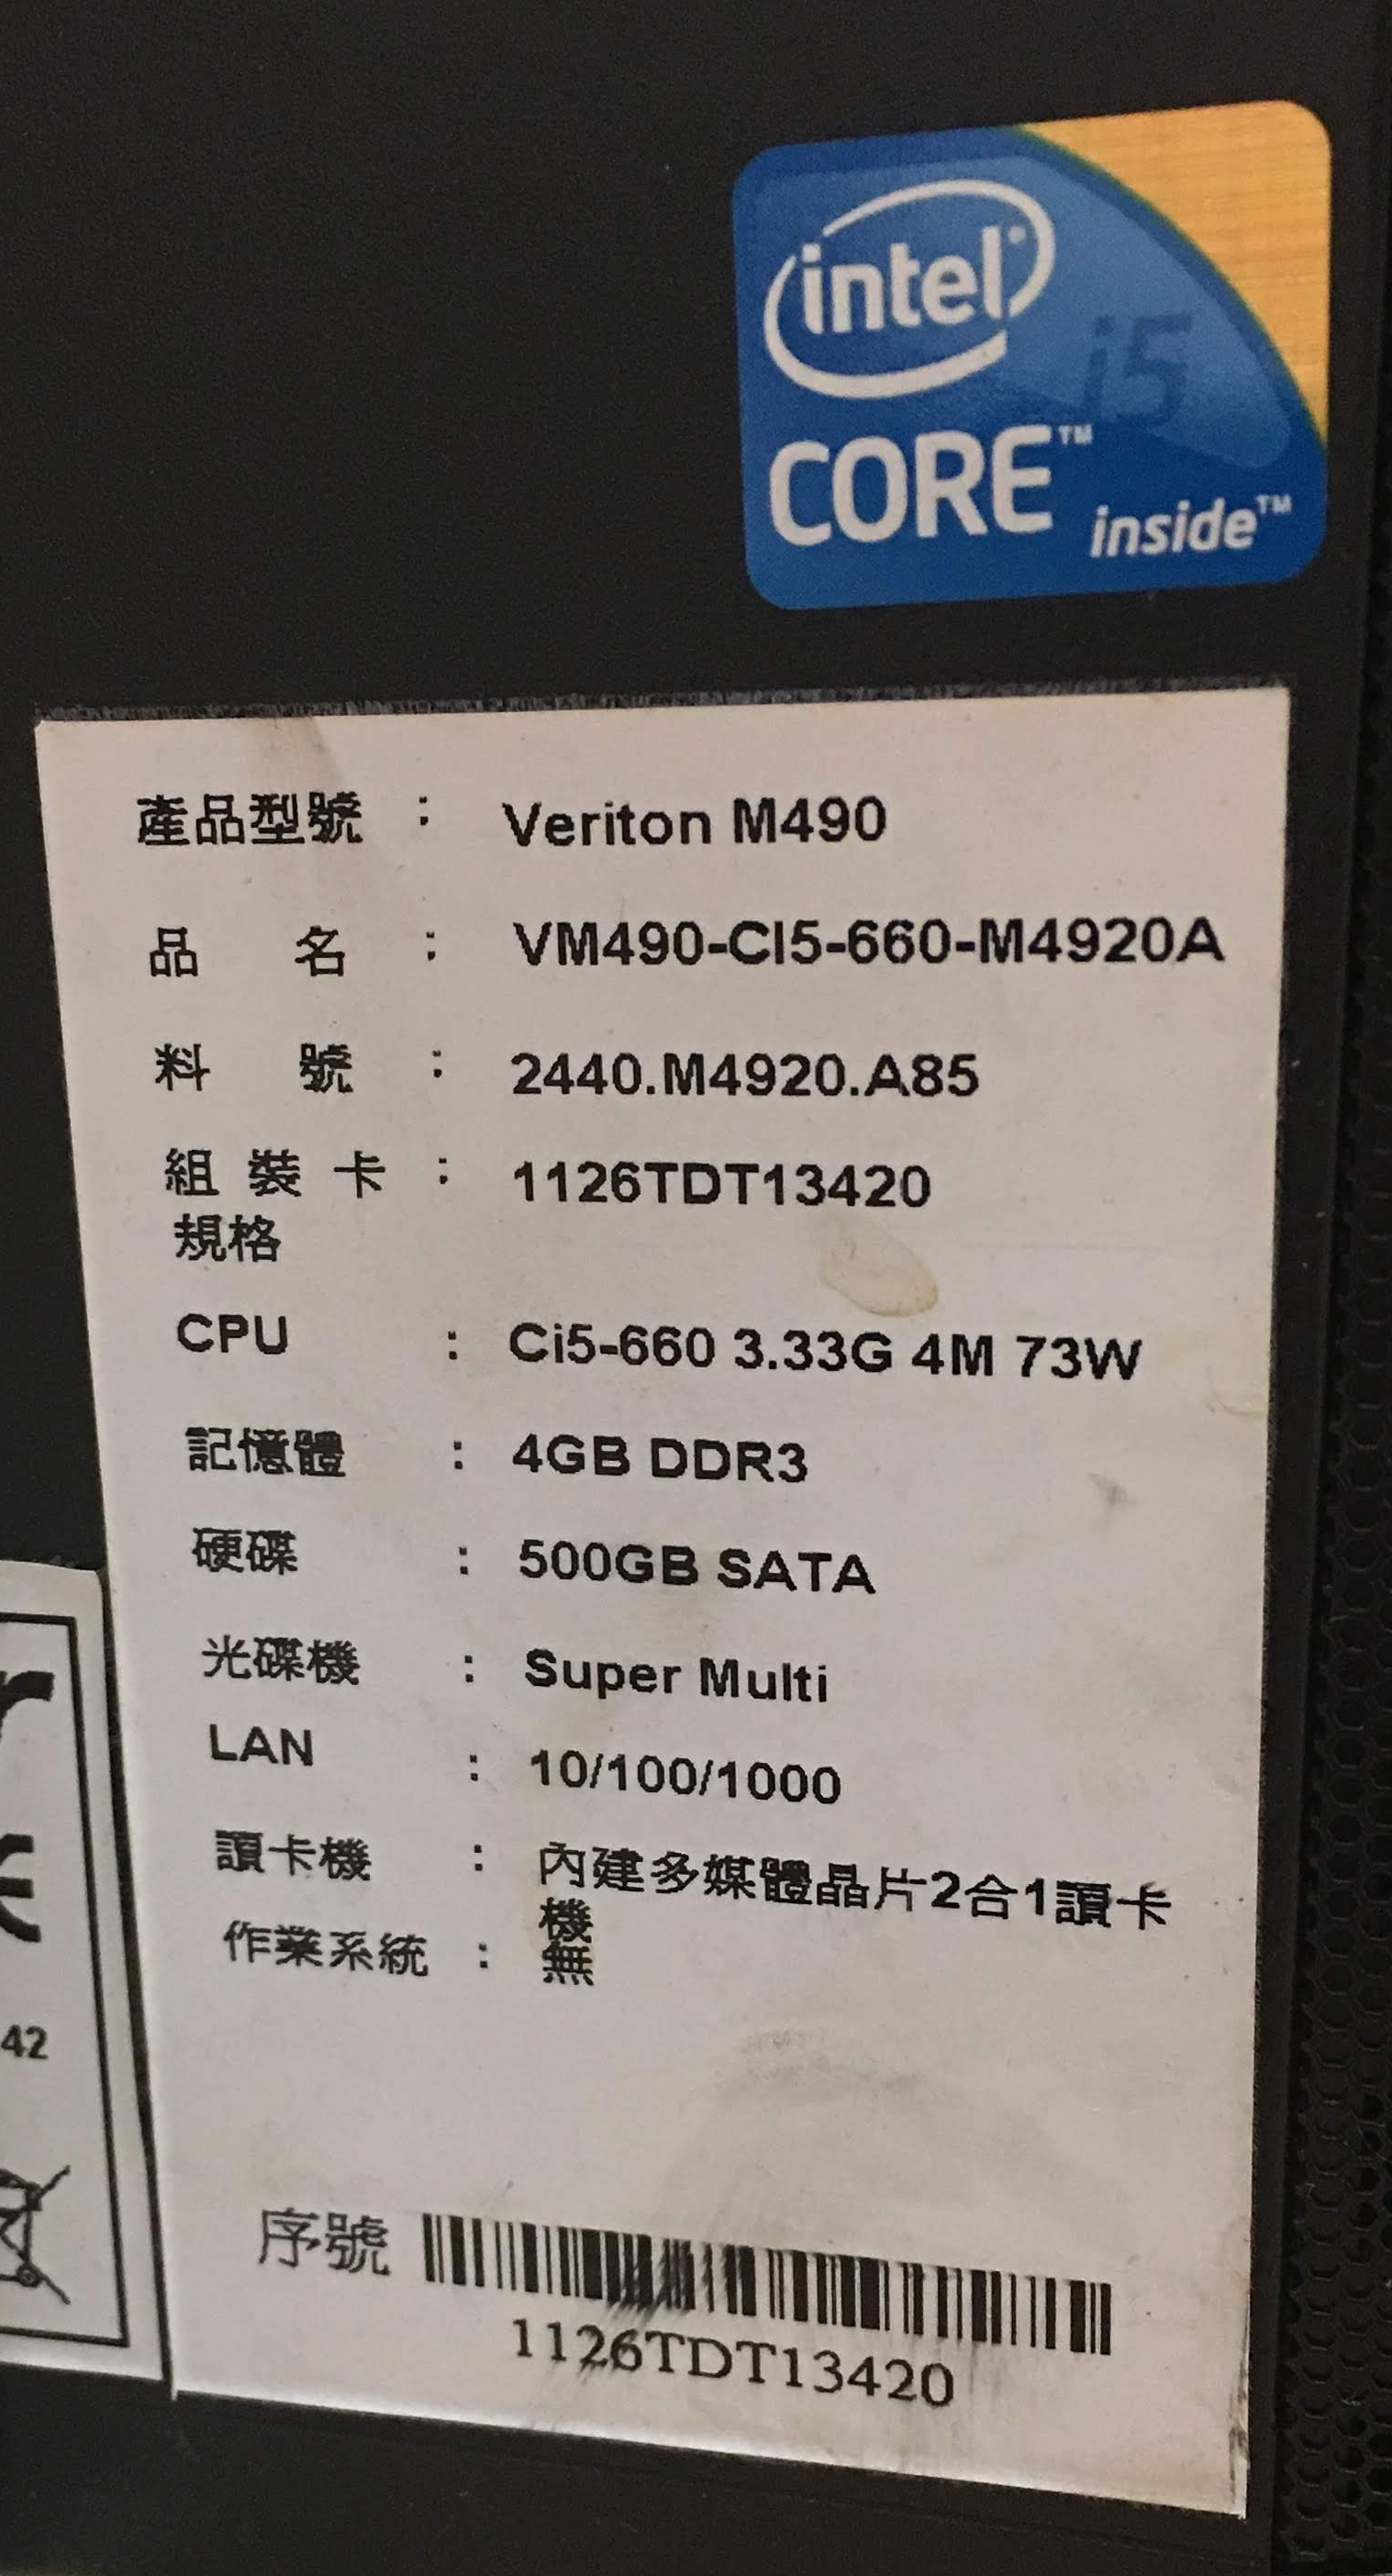 intel®
i5
CORE™
inside™
產品型號 : Veriton M490
品 名 : VM490-CI5-660-M4920A
料 號 : 2440.M4920.A85
組 裝 卡 : 1126TDT13420
規格
CPU : Ci5-660 3.33G 4M 73W
記憶體 : 4GB DDR3
硬碟 : 500GB SATA
光碟機 : Super Multi
LAN : 10/100/1000
讀卡機 : 內建多媒體晶片2合1讀卡
機
作業系統 : 無
42
序號
1126TDT13420